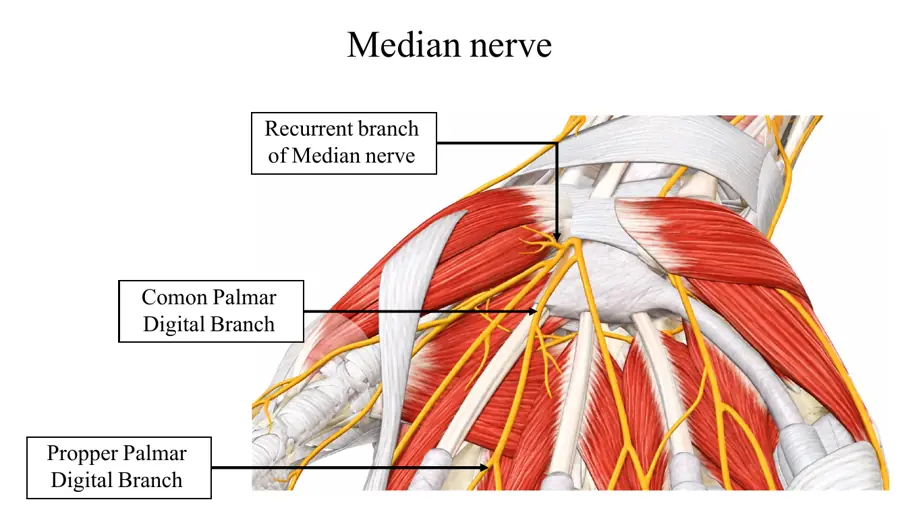 Median nerve
Recurrent branch
of Median nerve
Comon Palmar
Digital Branch
Propper Palmar
Digital Branch